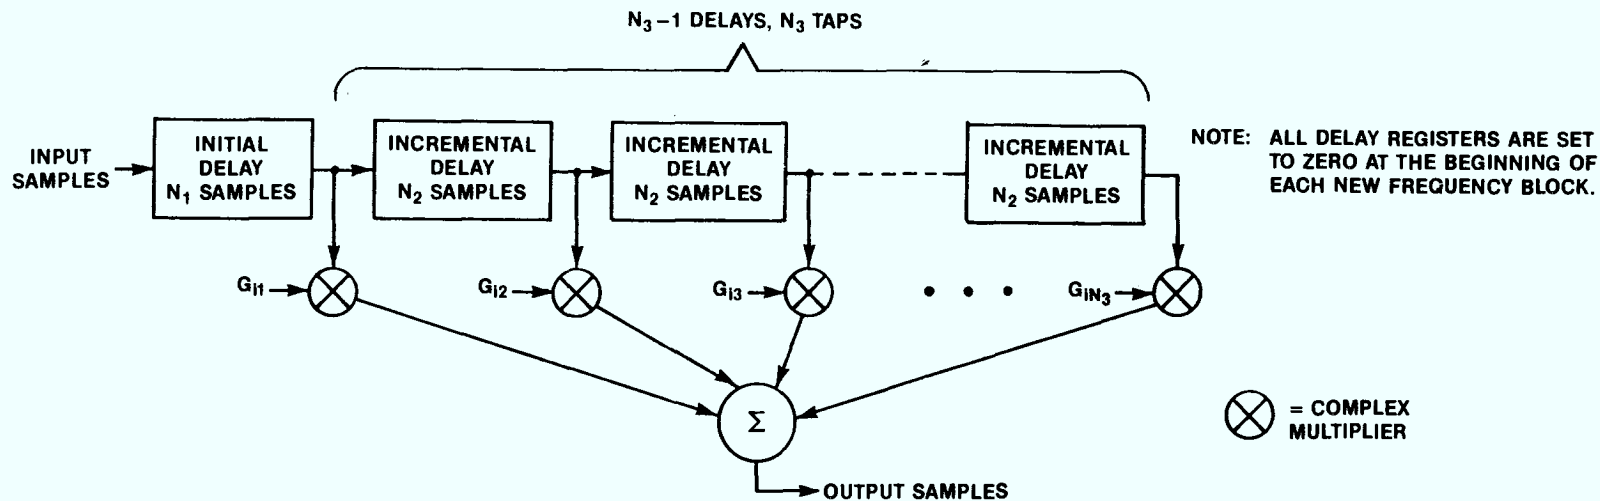 N₃–1 DELAYS, N₃ TAPS
INPUT
SAMPLES
INITIAL
DELAY
N₁ SAMPLES
INCREMENTAL
DELAY
N₂ SAMPLES
INCREMENTAL
DELAY
N₂ SAMPLES
INCREMENTAL
DELAY
N₂ SAMPLES
NOTE: ALL DELAY REGISTERS ARE SET
TO ZERO AT THE BEGINNING OF
EACH NEW FREQUENCY BLOCK.
Gi1
Gi2
Gi3
• • •
GiN₃
Σ
= COMPLEX
MULTIPLIER
OUTPUT SAMPLES